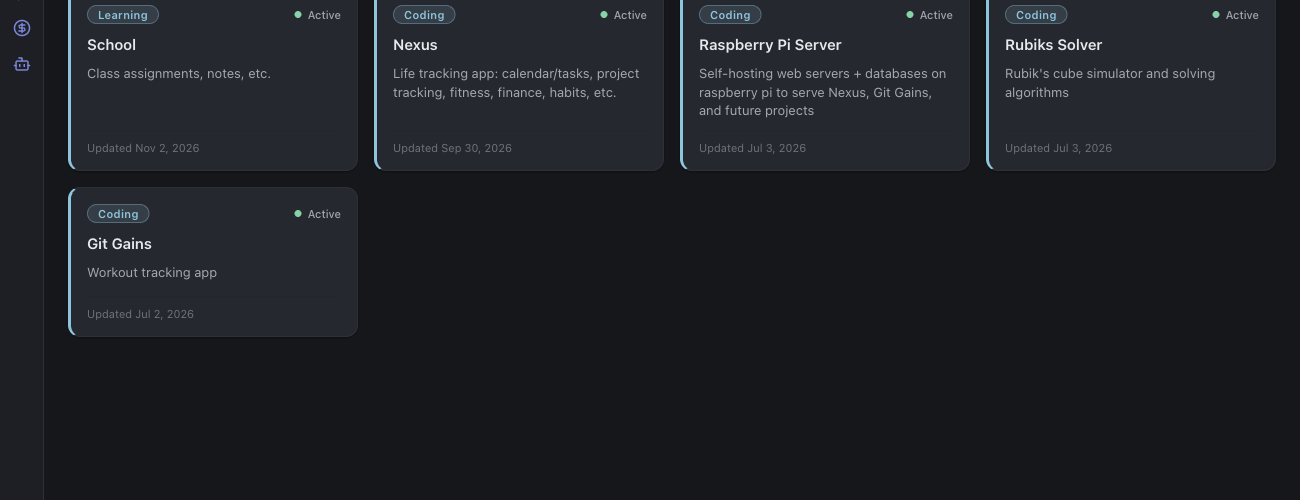 Learning
Active
School
Class assignments, notes, etc.
Updated Nov 2, 2026
Coding
Active
Nexus
Life tracking app: calendar/tasks, project
tracking, fitness, finance, habits, etc.
Updated Sep 30, 2026
Coding
Active
Raspberry Pi Server
Self-hosting web servers + databases on
raspberry pi to serve Nexus, Git Gains,
and future projects
Updated Jul 3, 2026
Coding
Active
Rubiks Solver
Rubik's cube simulator and solving
algorithms
Updated Jul 3, 2026
Coding
Active
Git Gains
Workout tracking app
Updated Jul 2, 2026